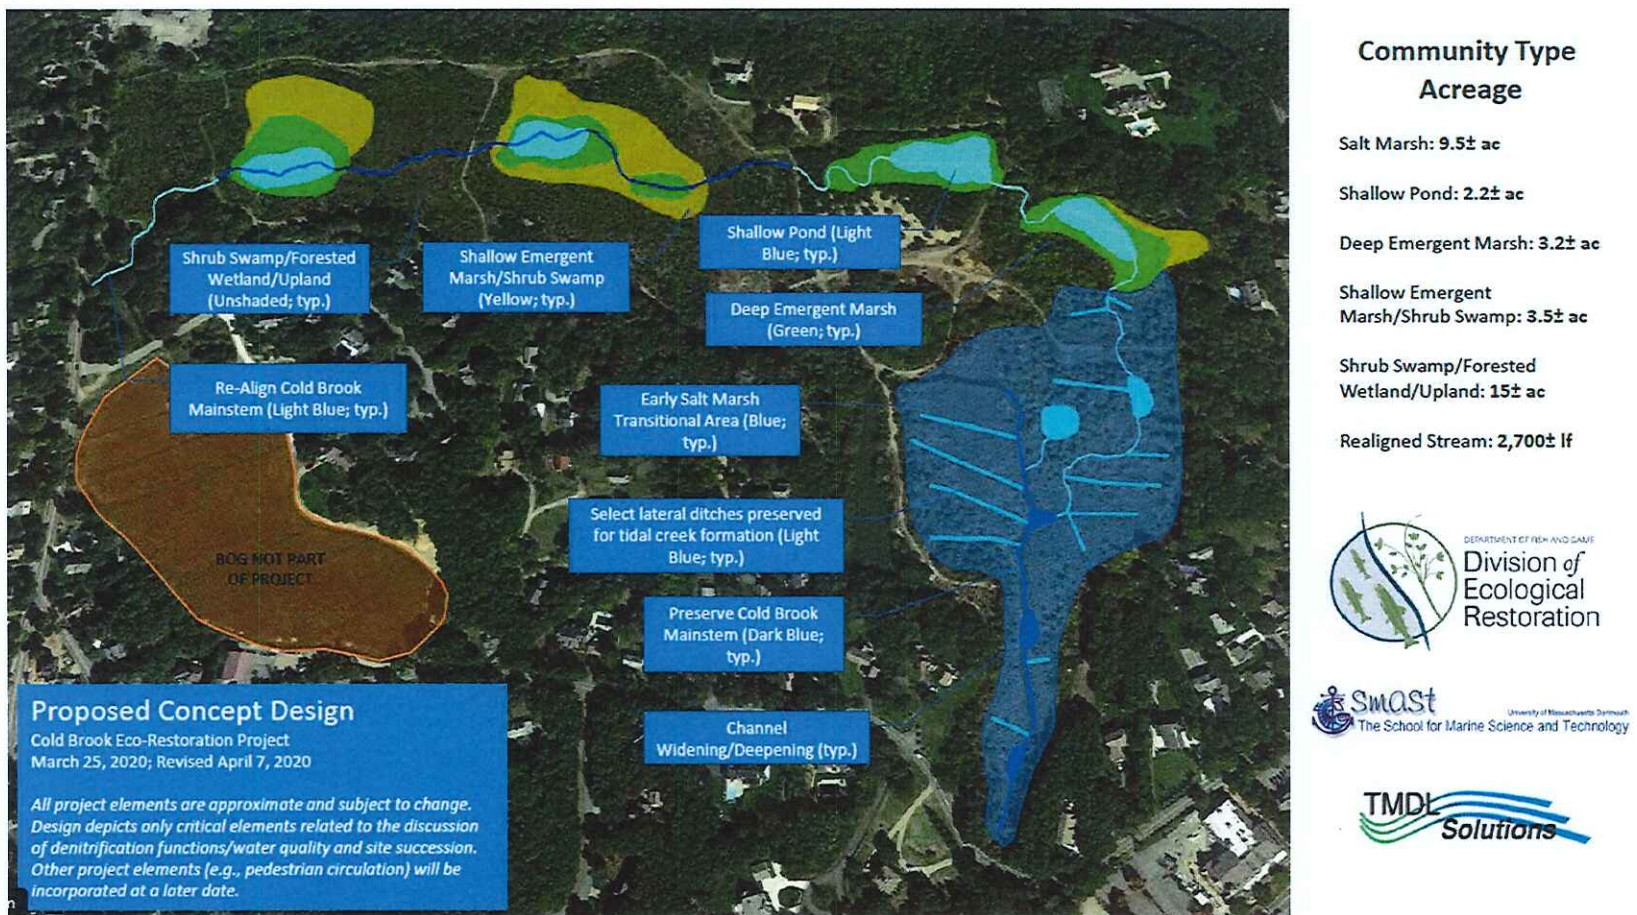 Community Type
Acreage
Salt Marsh: 9.5± ac
Shallow Pond: 2.2± ac
Deep Emergent Marsh: 3.2± ac
Shallow Emergent
Marsh/Shrub Swamp: 3.5± ac
Shrub Swamp/Forested
Wetland/Upland: 15± ac
Realigned Stream: 2,700± lf
DEPARTMENT OF FISH AND GAME
Division of
Ecological
Restoration
SMAST
University of Massachusetts Dartmouth
The School for Marine Science and Technology
TMDL
Solutions
Shrub Swamp/Forested
Wetland/Upland
(Unshaded; typ.)
Shallow Emergent
Marsh/Shrub Swamp
(Yellow; typ.)
Shallow Pond (Light
Blue; typ.)
Deep Emergent Marsh
(Green; typ.)
Re-Align Cold Brook
Mainstem (Light Blue; typ.)
Early Salt Marsh
Transitional Area (Blue;
typ.)
Select lateral ditches preserved
for tidal creek formation (Light
Blue; typ.)
BOG NOT PART
OF PROJECT
Preserve Cold Brook
Mainstem (Dark Blue;
typ.)
Channel
Widening/Deepening (typ.)
Proposed Concept Design
Cold Brook Eco-Restoration Project
March 25, 2020; Revised April 7, 2020
All project elements are approximate and subject to change.
Design depicts only critical elements related to the discussion
of denitrification functions/water quality and site succession.
Other project elements (e.g., pedestrian circulation) will be
incorporated at a later date.